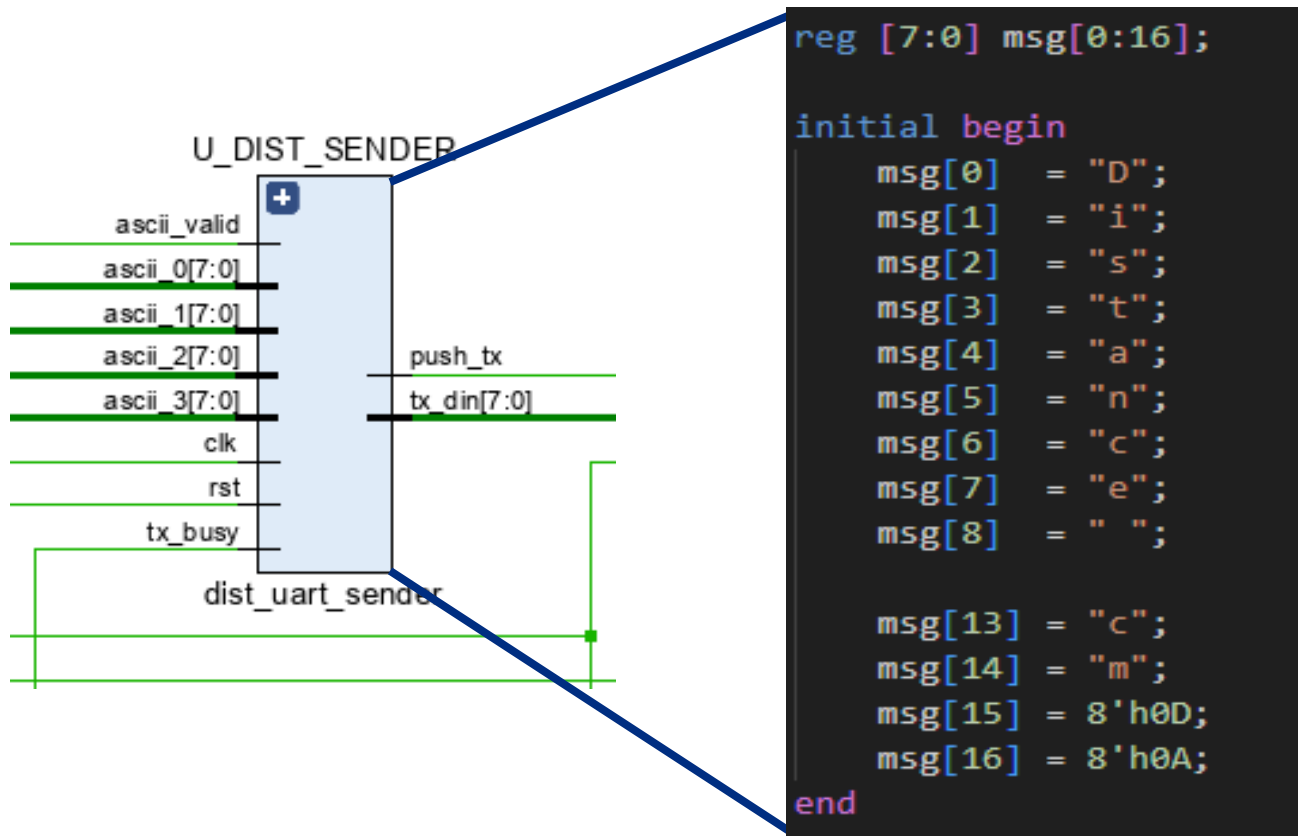 U_DIST_SENDER
ascii_valid
ascii_0[7:0]
ascii_1[7:0]
ascii_2[7:0]
ascii_3[7:0]
clk
rst
tx_busy
push_tx
tx_din[7:0]
dist_uart_sender
reg [7:0] msg[0:16];
initial begin
msg[0] = "D";
msg[1] = "i";
msg[2] = "s";
msg[3] = "t";
msg[4] = "a";
msg[5] = "n";
msg[6] = "c";
msg[7] = "e";
msg[8] = " ";
msg[13] = "c";
msg[14] = "m";
msg[15] = 8'h0D;
msg[16] = 8'h0A;
end